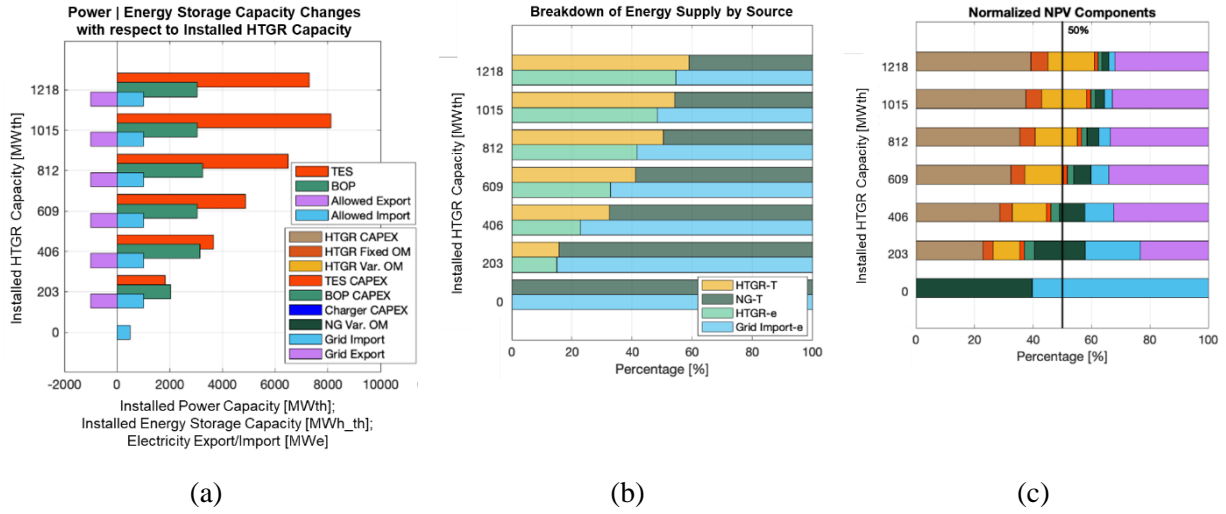 Power | Energy Storage Capacity Changes
with respect to Installed HTGR Capacity
Installed HTGR Capacity [MWth]
1218
1015
812
609
406
203
0
TES
BOP
Allowed Export
Allowed Import
HTGR CAPEX
HTGR Fixed OM
HTGR Var. OM
TES CAPEX
BOP CAPEX
Charger CAPEX
NG Var. OM
Grid Import
Grid Export
-2000 0 2000 4000 6000 8000 10000
Installed Power Capacity [MWth];
Installed Energy Storage Capacity [MWh_th];
Electricity Export/Import [MWe]
(a)
Breakdown of Energy Supply by Source
Installed HTGR Capacity [MWth]
1218
1015
812
609
406
203
0
HTGR-T
NG-T
HTGR-e
Grid Import-e
0 20 40 60 80 100
Percentage [%]
(b)
Normalized NPV Components
50%
Installed HTGR Capacity [MWth]
1218
1015
812
609
406
203
0
0 20 40 60 80 100
Percentage [%]
(c)